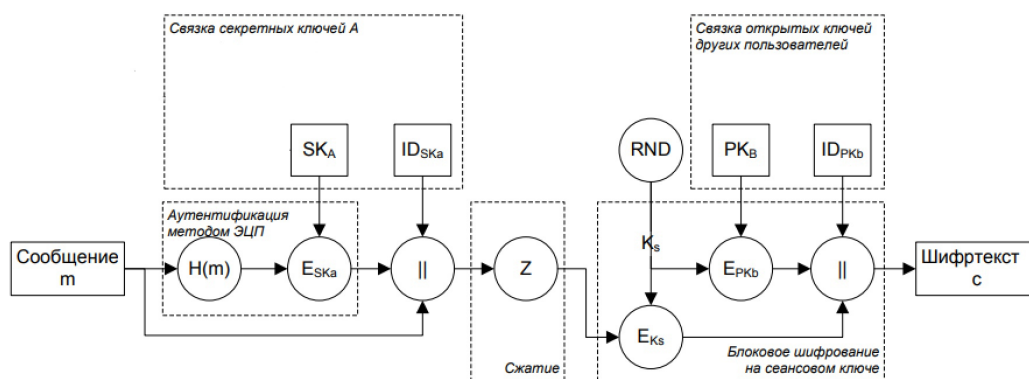 Связка секретных ключей А
Связка открытых ключей
других пользователей
SKA
IDSKa
RND
PKB
IDPKb
Аутентификация
методом ЭЦП
Ks
Сообщение
m
H(m)
ESKa
||
Z
EPKb
||
Шифртекст
с
EKs
Сжатие
Блоковое шифрование
на сеансовом ключе